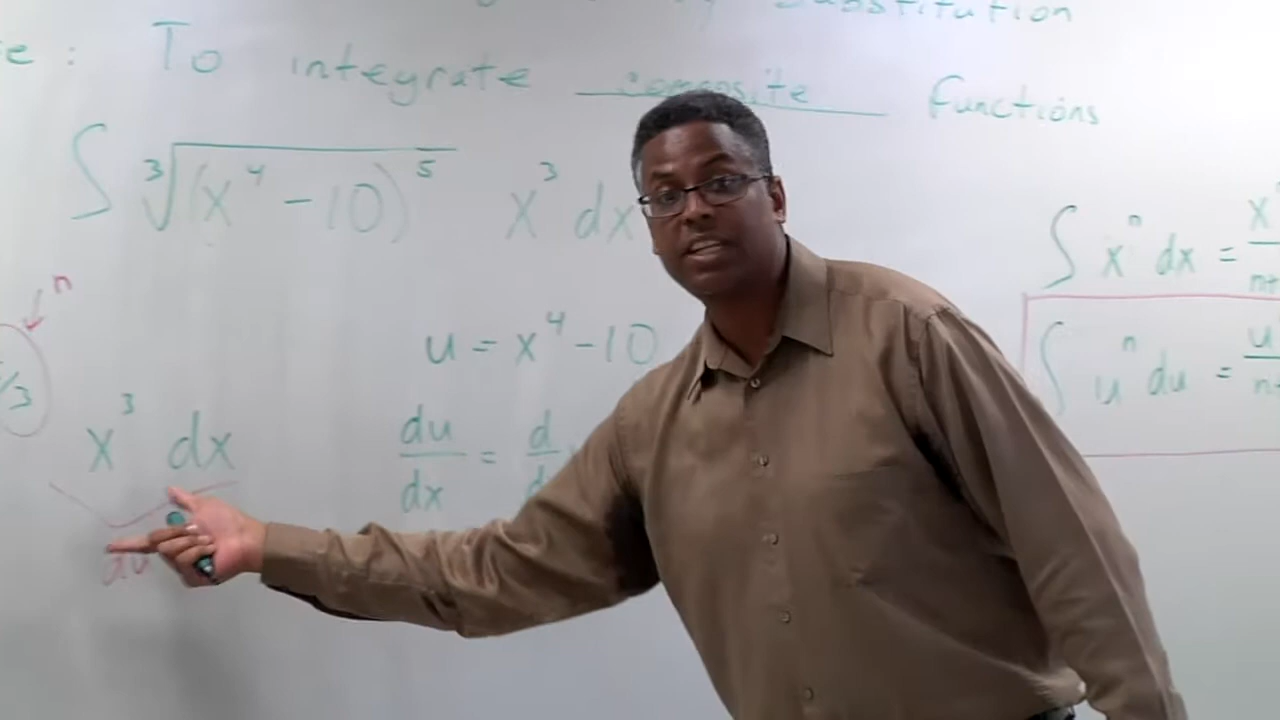 Substitution
e: To integrate composite functions
∫ ∛(x⁴ - 10)⁵ x³ dx
∫ xⁿ dx =
n
u = x⁴ - 10
∫ uⁿ du =
/3
x³ dx
du/dx = d
du